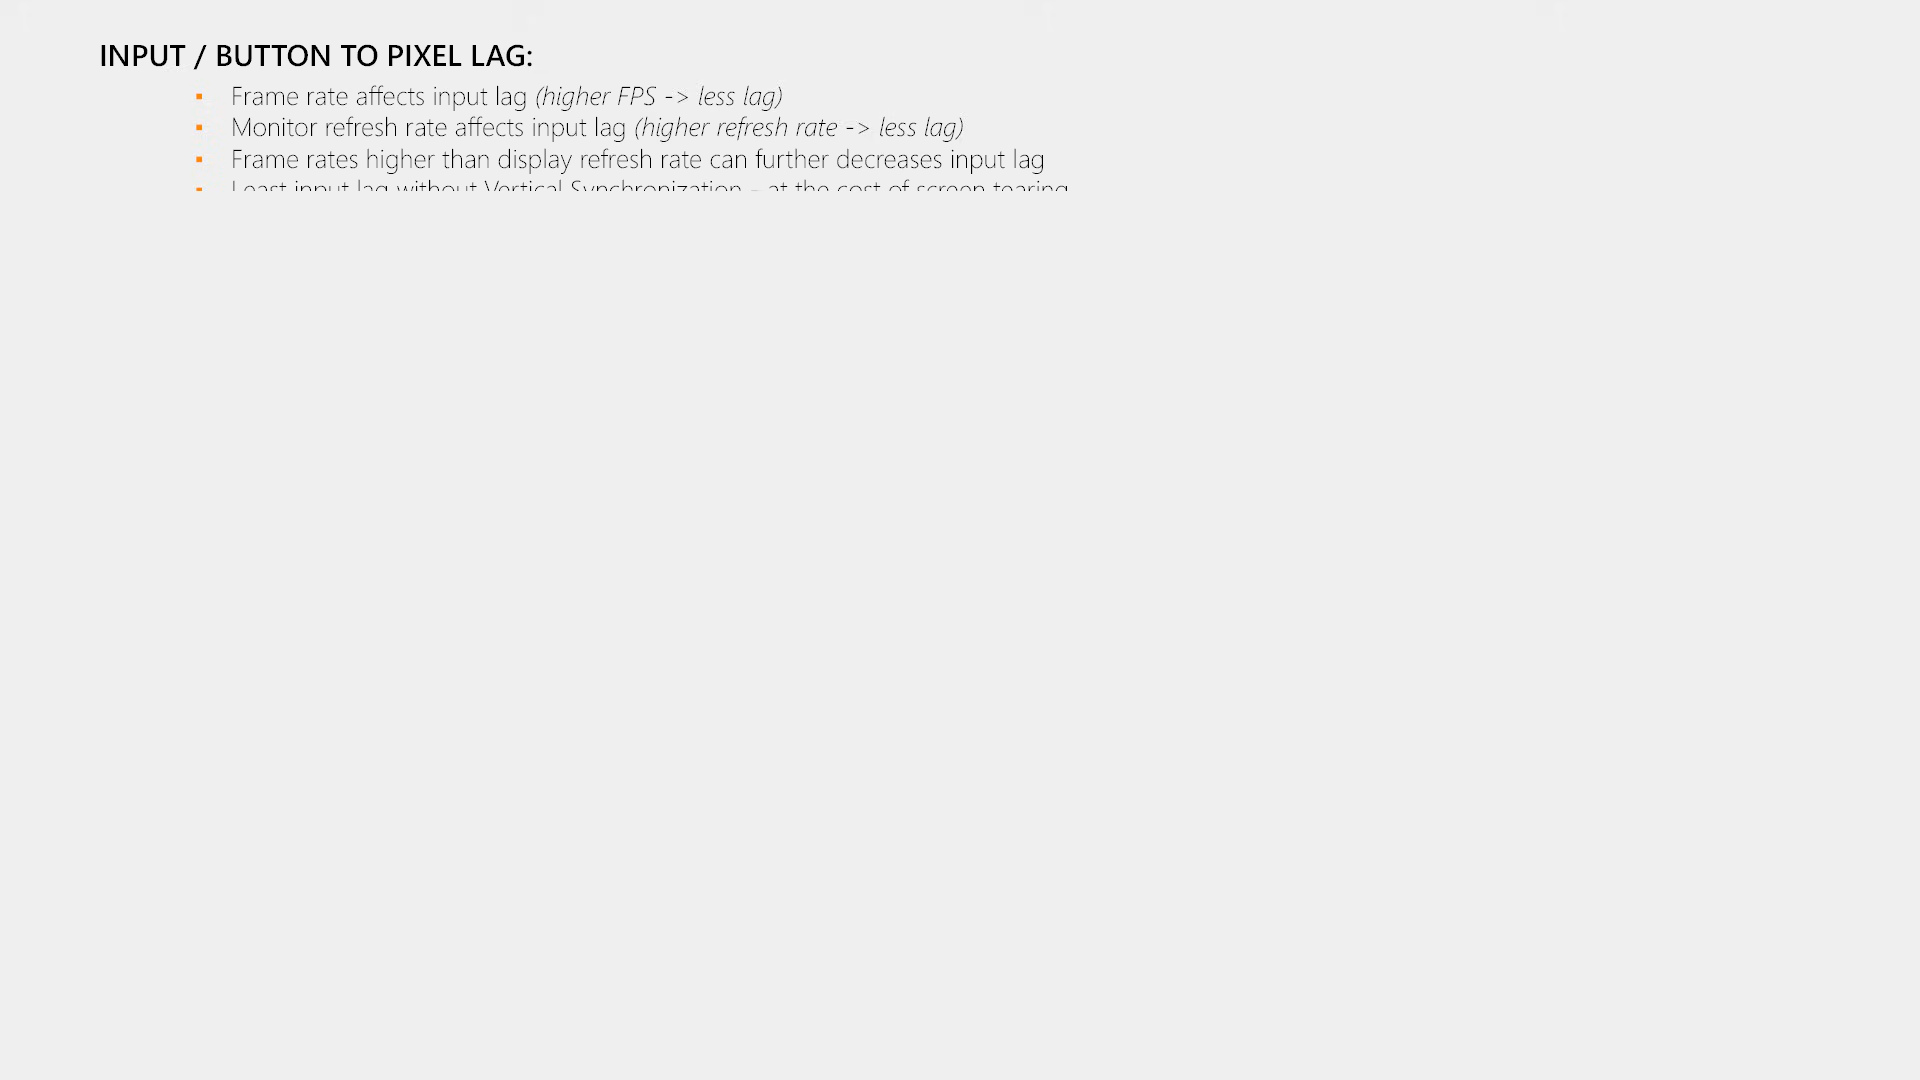 INPUT / BUTTON TO PIXEL LAG:
▪ Frame rate affects input lag (higher FPS -> less lag)
▪ Monitor refresh rate affects input lag (higher refresh rate -> less lag)
▪ Frame rates higher than display refresh rate can further decreases input lag
▪ Least input lag without Vertical Synchronization - at the cost of screen tearing